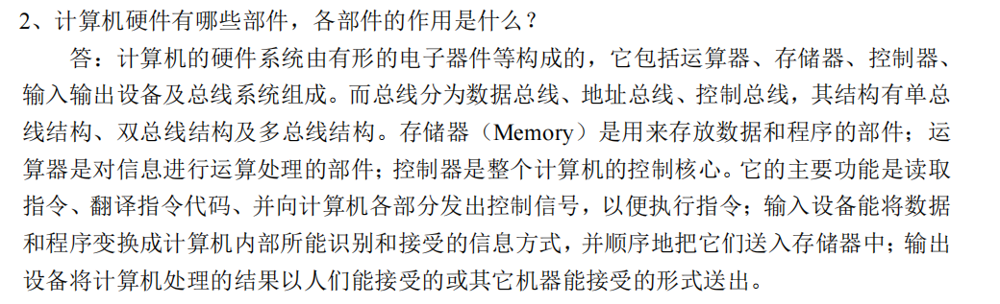 2、计算机硬件有哪些部件，各部件的作用是什么？
答：计算机的硬件系统由有形的电子器件等构成的，它包括运算器、存储器、控制器、
输入输出设备及总线系统组成。而总线分为数据总线、地址总线、控制总线，其结构有单总
线结构、双总线结构及多总线结构。存储器（Memory）是用来存放数据和程序的部件；运
算器是对信息进行运算处理的部件；控制器是整个计算机的控制核心。它的主要功能是读取
指令、翻译指令代码、并向计算机各部分发出控制信号，以便执行指令；输入设备能将数据
和程序变换成计算机内部所能识别和接受的信息方式，并顺序地把它们送入存储器中；输出
设备将计算机处理的结果以人们能接受的或其它机器能接受的形式送出。